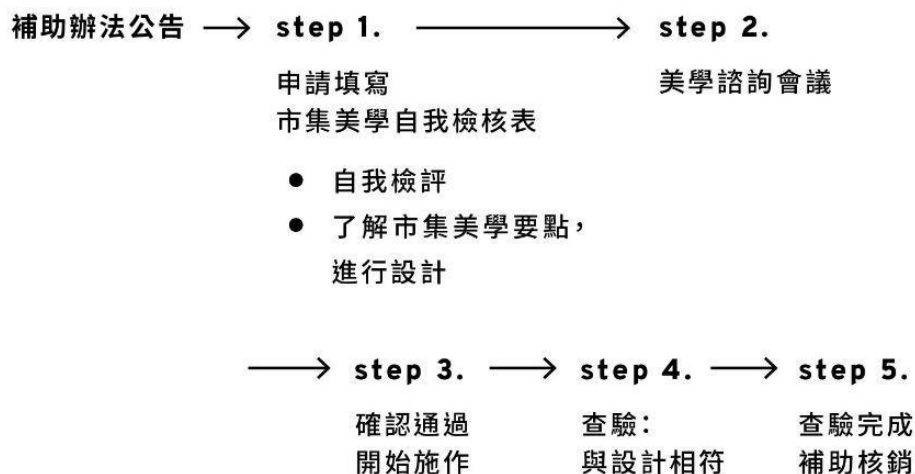 補助辦法公告 → step 1. → step 2.
申請填寫
市集美學自我檢核表
美學諮詢會議
● 自我檢評
● 了解市集美學要點，
進行設計
→ step 3. → step 4. → step 5.
確認通過
開始施作
查驗：
與設計相符
查驗完成
補助核銷